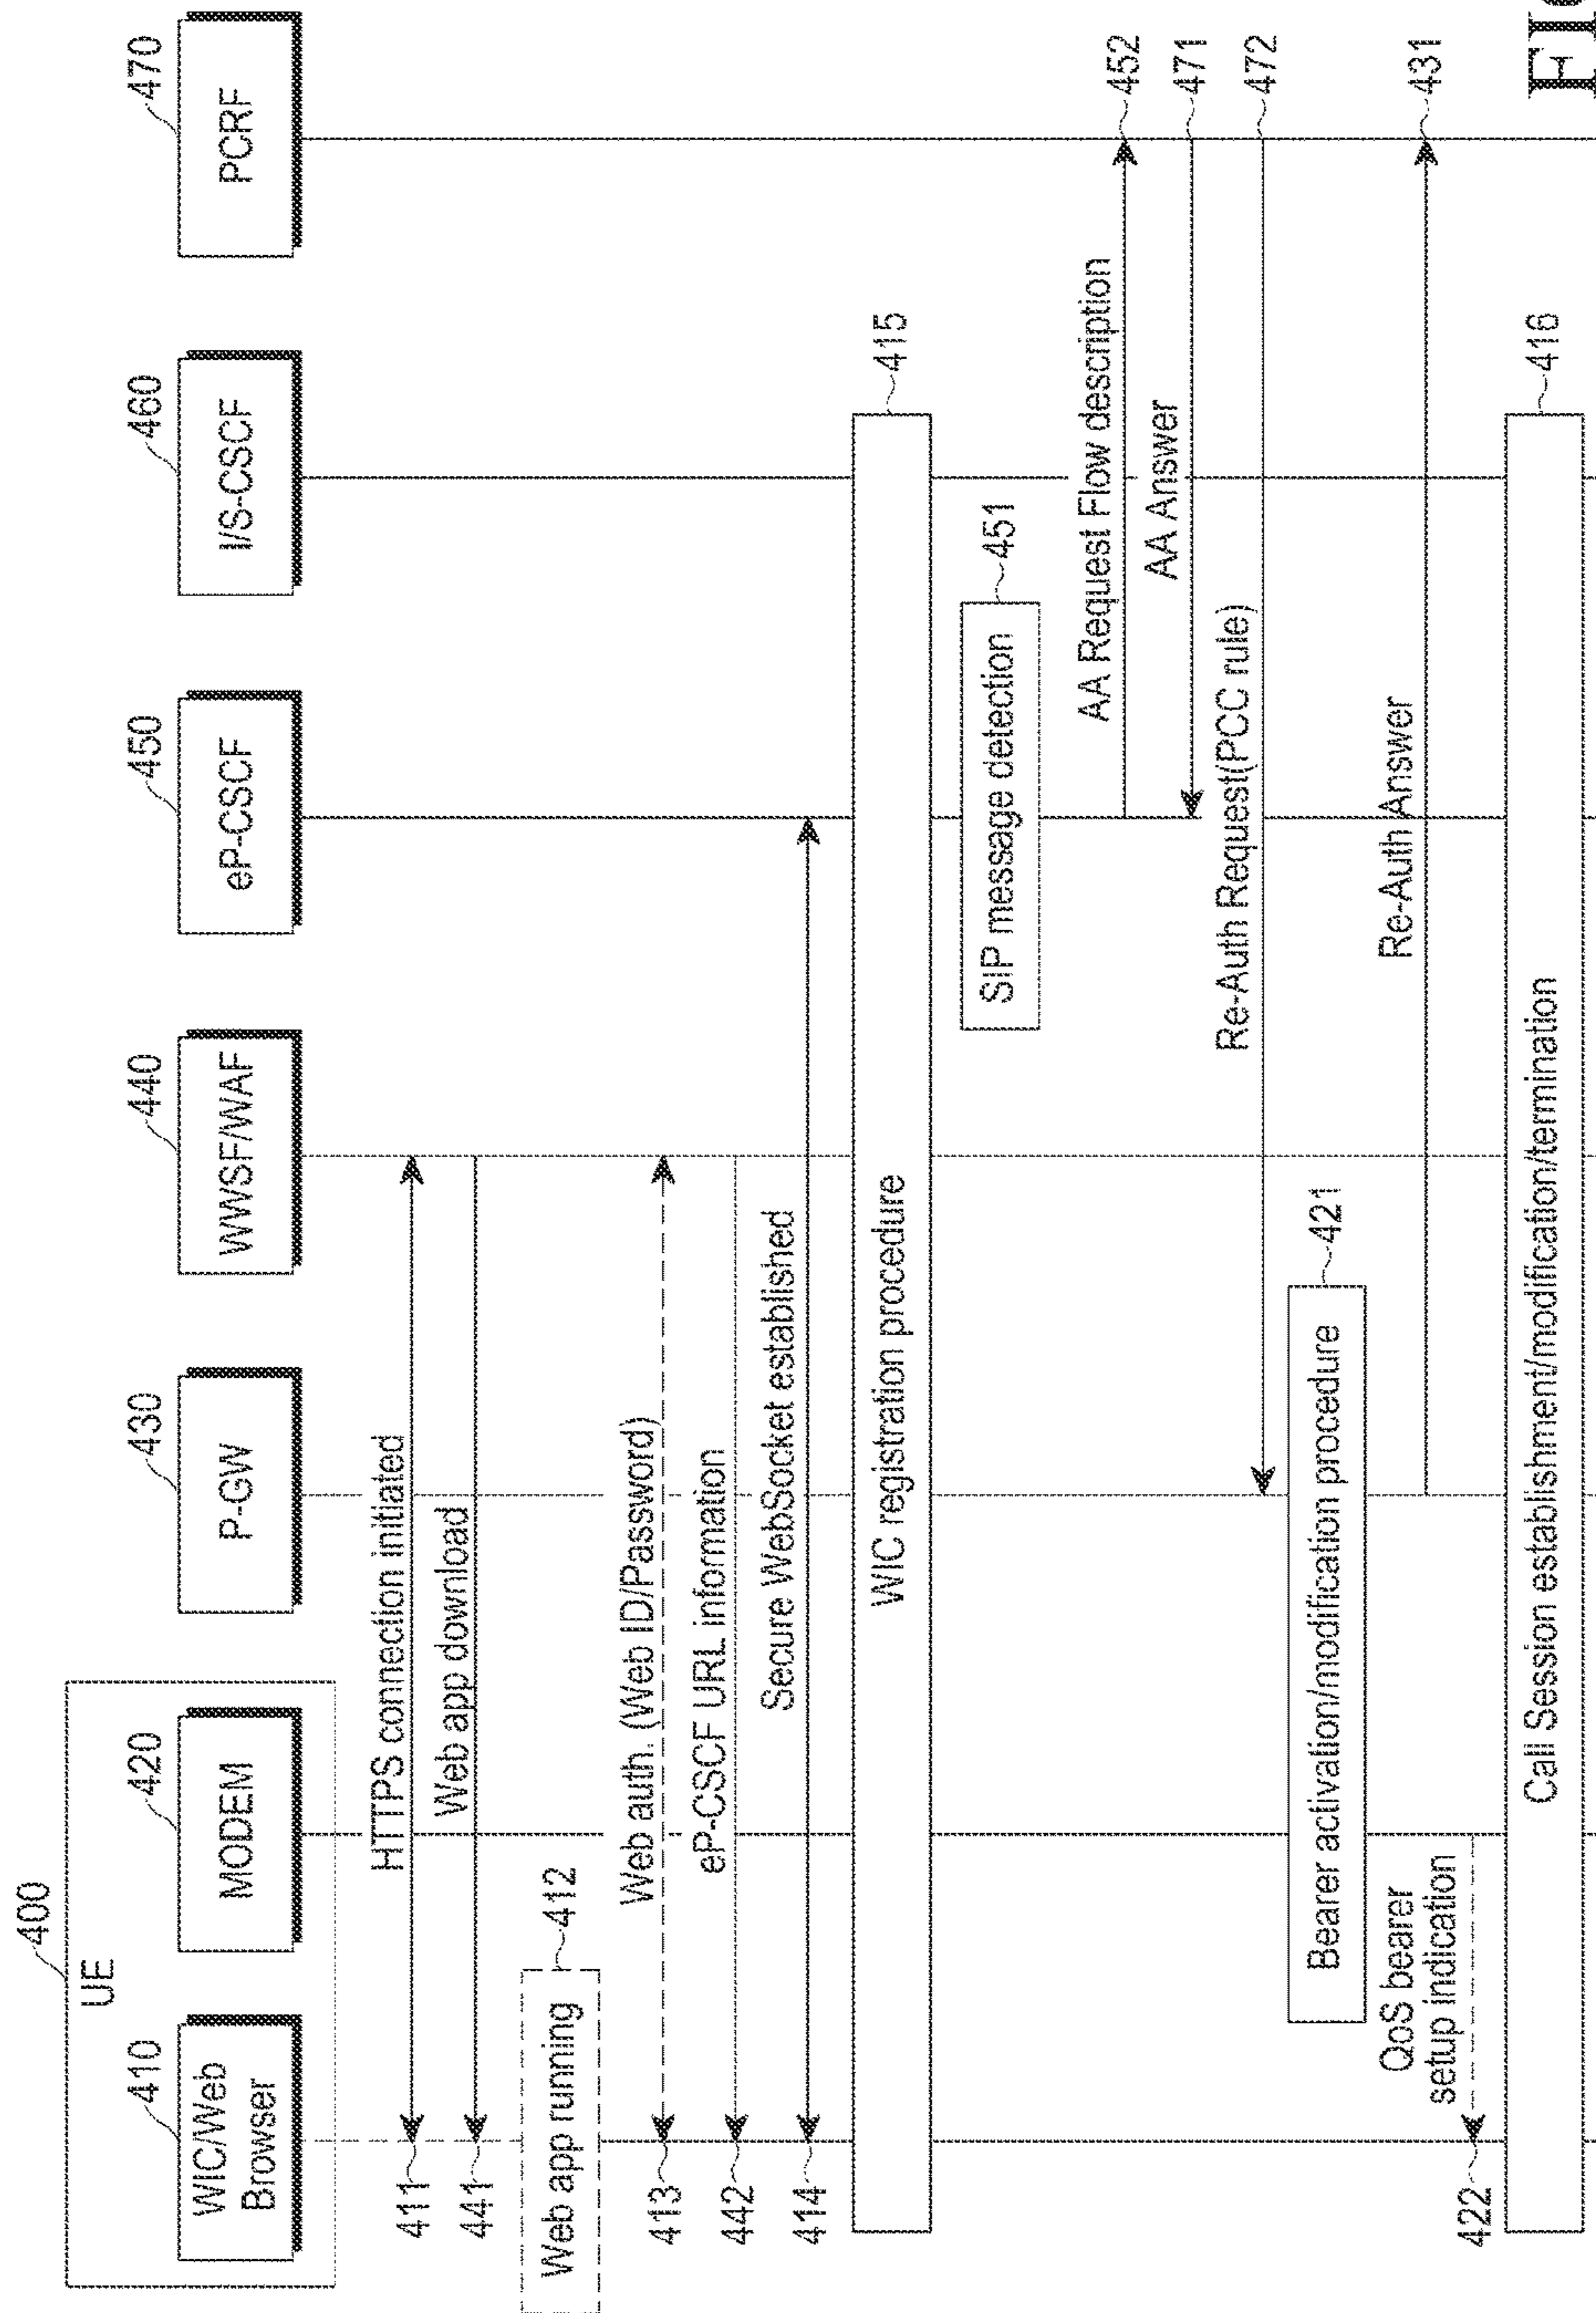 400
UE
410
WIC/Web
Browser
420
MODEM
430
P-GW
440
WWSF/WAF
450
eP-CSCF
460
I/S-CSCF
470
PCRF
411
HTTPS connection initiated
441
Web app download
Web app running
412
413
Web auth. (Web ID/Password)
442
eP-CSCF URL information
414
Secure WebSocket established
WIC registration procedure
415
SIP message detection
451
AA Request Flow description
452
AA Answer
471
Re-Auth Request(PCC rule)
472
Bearer activation/modification procedure
421
Re-Auth Answer
431
QoS bearer
setup indication
422
Call Session establishment/modification/termination
416